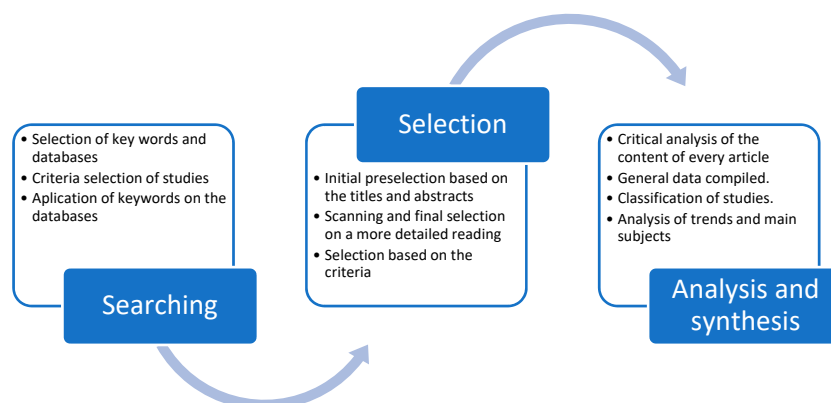 • Selection of key words and
databases
• Criteria selection of studies
• Aplication of keywords on the
databases
Searching
Selection
• Initial preselection based on
the titles and abstracts
• Scanning and final selection
on a more detailed reading
• Selection based on the
criteria
• Critical analysis of the
content of every article
• General data compiled.
• Classification of studies.
• Analysis of trends and main
subjects
Analysis and
synthesis